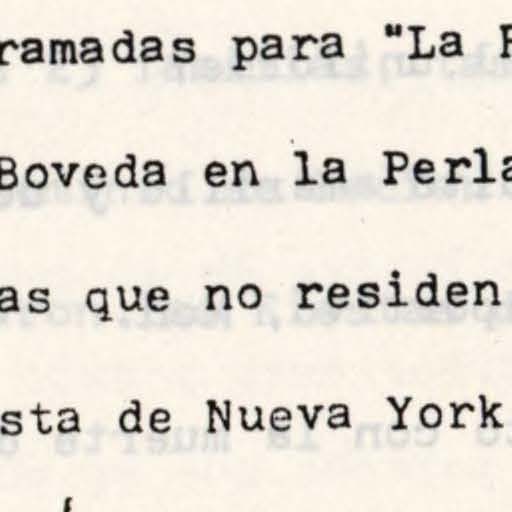 ramadas para "La P
Boveda en la Perla
as que no residen
sta de Nueva York